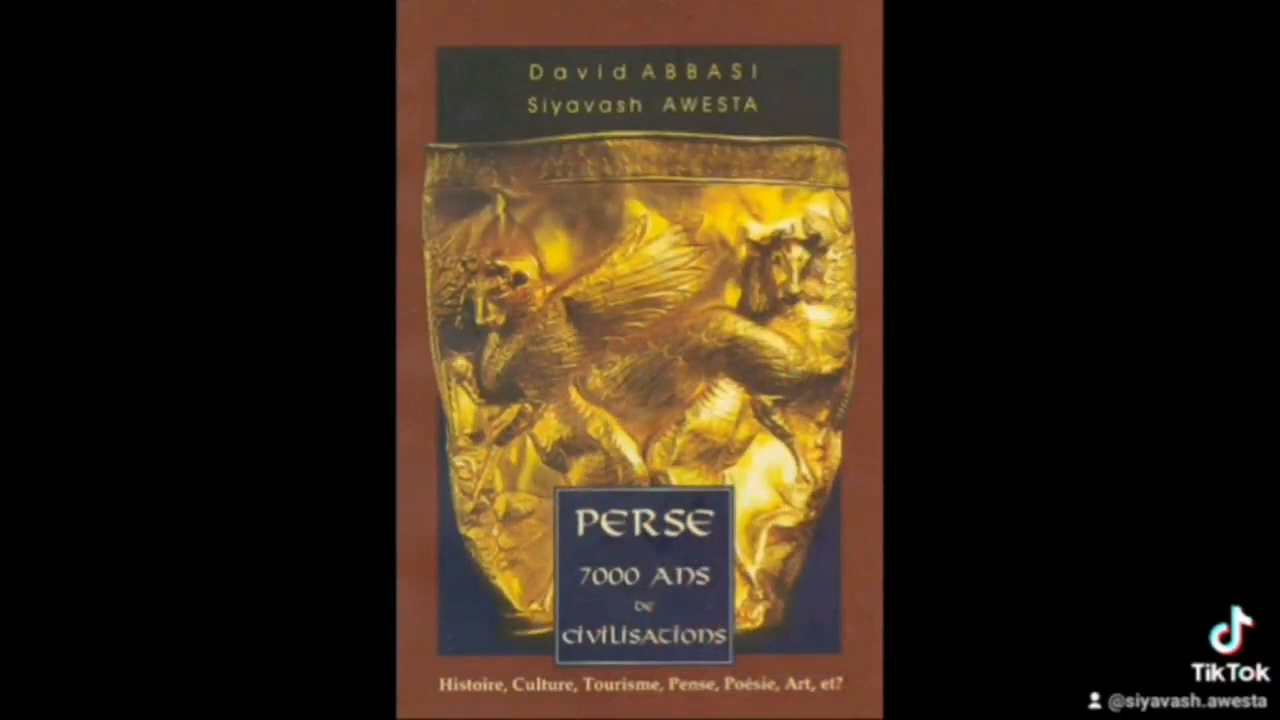 David ABBASI
Siyavash AWESTA
PERSE
7000 ANS
DE
CIVILISATIONS
Histoire, Culture, Tourisme, Pense, Poésie, Art, et?
TikTok
@siyavash.awesta